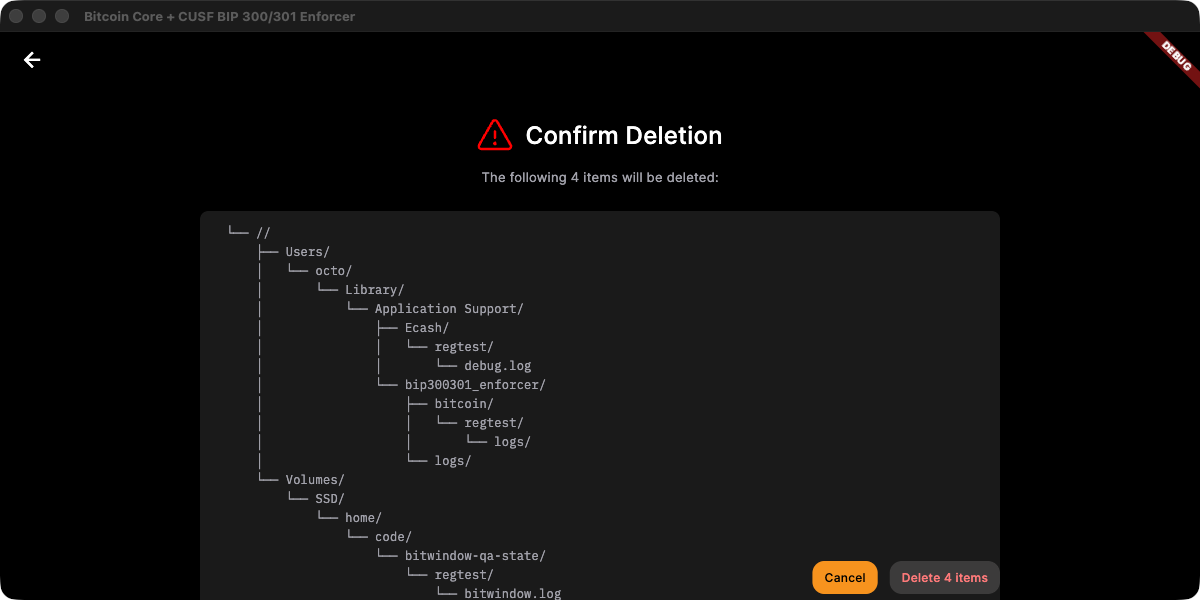 Bitcoin Core + CUSF BIP 300/301 Enforcer
DEBUG
Confirm Deletion
The following 4 items will be deleted:
└── //
    ├── Users/
    │   └── octo/
    │       └── Library/
    │           └── Application Support/
    │               ├── Ecash/
    │               │   └── regtest/
    │               │       └── debug.log
    │               └── bip300301_enforcer/
    │                   ├── bitcoin/
    │                   │   └── regtest/
    │                   │       └── logs/
    │                   └── logs/
    └── Volumes/
        └── SSD/
            └── home/
                └── code/
                    └── bitwindow-qa-state/
                        └── regtest/
                            └── bitwindow.log
Cancel
Delete 4 items